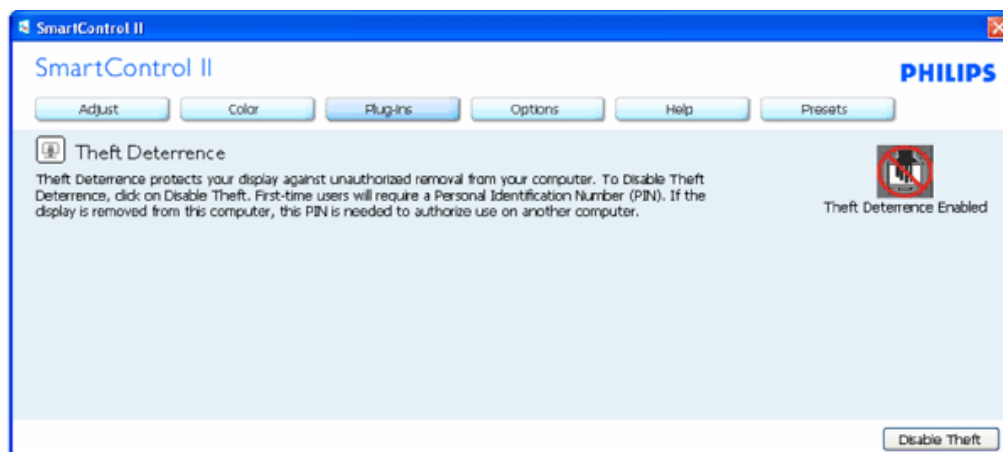 SmartControl II
SmartControl II
PHILIPS
Adjust Color Plug-Ins Options Help Presets
Theft Deterrence
Theft Deterrence protects your display against unauthorized removal from your computer. To Disable Theft
Deterrence, click on Disable Theft. First-time users will require a Personal Identification Number (PIN). If the
display is removed from this computer, this PIN is needed to authorize use on another computer.
Theft Deterrence Enabled
Disable Theft